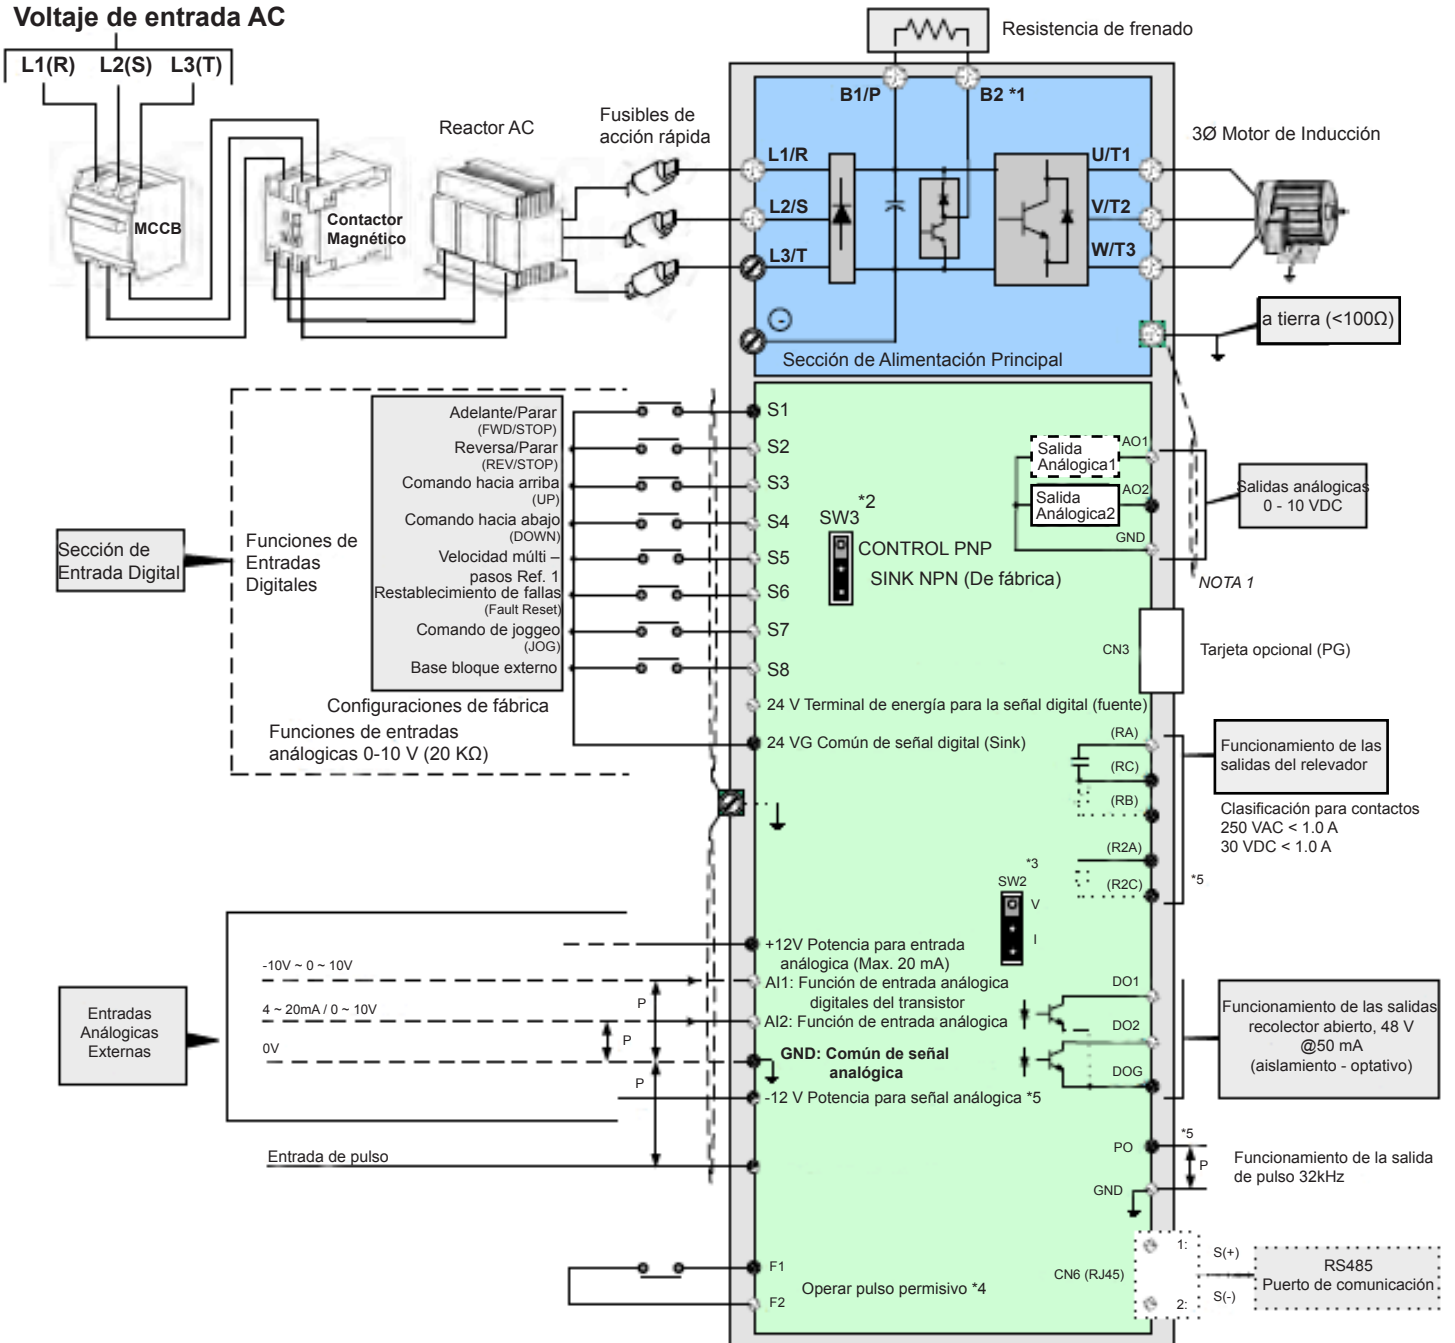 Voltaje de entrada AC
L1(R) L2(S) L3(T)
MCCB
Contactor
Magnético
Reactor AC
Fusibles de
acción rápida
Resistencia de frenado
B1/P
B2 *1
L1/R
L2/S
L3/T
U/T1
V/T2
W/T3
3Ø Motor de Inducción
a tierra (<100Ω)
Sección de Alimentación Principal
Sección de
Entrada Digital
Funciones de
Entradas
Digitales
Adelante/Parar
(FWD/STOP)
Reversa/Parar
(REV/STOP)
Comando hacia arriba
(UP)
Comando hacia abajo
(DOWN)
Velocidad múlti –
pasos Ref. 1
Restablecimiento de fallas
(Fault Reset)
Comando de joggeo
(JOG)
Base bloque externo
Configuraciones de fábrica
Funciones de entradas
análogicas 0-10 V (20 KΩ)
S1
S2
S3
S4
S5
S6
S7
S8
24 V Terminal de energía para la señal digital (fuente)
24 VG Común de señal digital (Sink)
*2
SW3
CONTROL PNP
SINK NPN (De fábrica)
Salida
Análogica1
AO1
Salida
Análogica2
AO2
GND
Salidas análogicas
0 - 10 VDC
NOTA 1
CN3
Tarjeta opcional (PG)
(RA)
(RC)
(RB)
(R2A)
(R2C)
*5
Funcionamiento de las
salidas del relevador
Clasificación para contactos
250 VAC < 1.0 A
30 VDC < 1.0 A
*3
SW2
V
I
Entradas
Análogicas
Externas
-10V ~ 0 ~ 10V
4 ~ 20mA / 0 ~ 10V
0V
P
P
P
Entrada de pulso
+12V Potencia para entrada
análogica (Max. 20 mA)
AI1: Función de entrada análogica
digitales del transistor
AI2: Función de entrada análogica
GND: Común de señal
analógica
-12 V Potencia para señal análogica *5
DO1
DO2
DOG
Funcionamiento de las salidas
recolector abierto, 48 V
@50 mA
(aislamiento - optativo)
PO
*5
P
GND
Funcionamiento de la salida
de pulso 32kHz
F1
F2
Operar pulso permisivo *4
CN6 (RJ45)
1:
2:
S(+)
S(-)
RS485
Puerto de comunicación